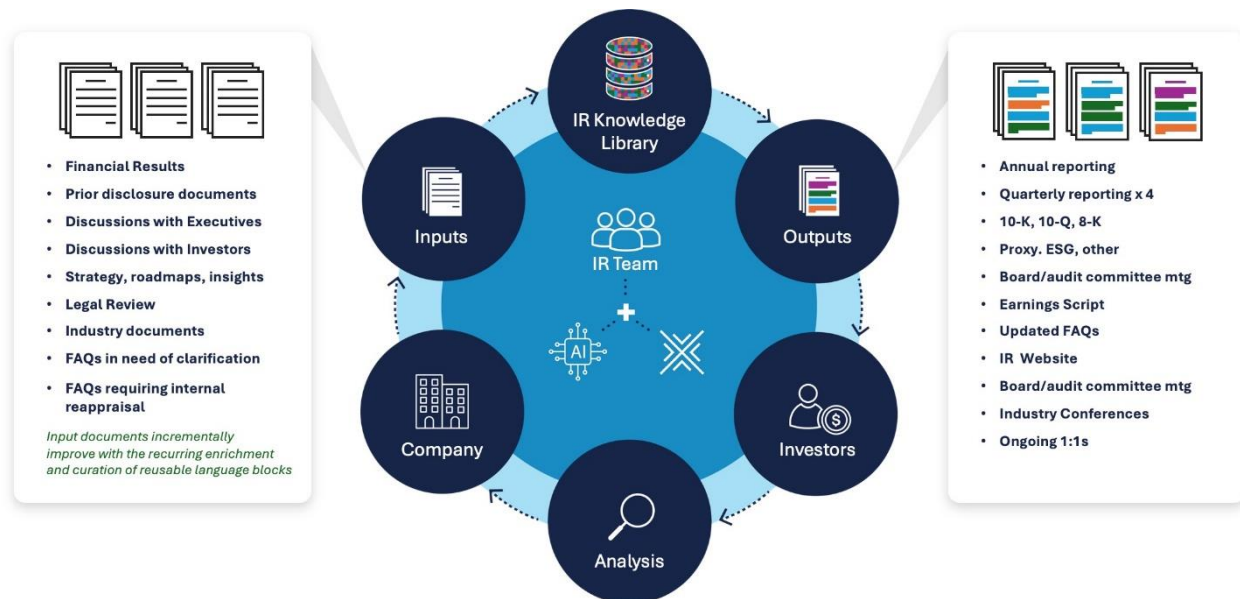 Financial Results
Prior disclosure documents
Discussions with Executives
Discussions with Investors
Strategy, roadmaps, insights
Legal Review
Industry documents
FAQs in need of clarification
FAQs requiring internal
reappraisal
Input documents incrementally
improve with the recurring enrichment
and curation of reusable language blocks
IR Knowledge
Library
Inputs
Outputs
IR Team
AI
Company
$
Investors
Analysis
Annual reporting
Quarterly reporting x 4
10-K, 10-Q, 8-K
Proxy. ESG, other
Board/audit committee mtg
Earnings Script
Updated FAQs
IR Website
Board/audit committee mtg
Industry Conferences
Ongoing 1:1s